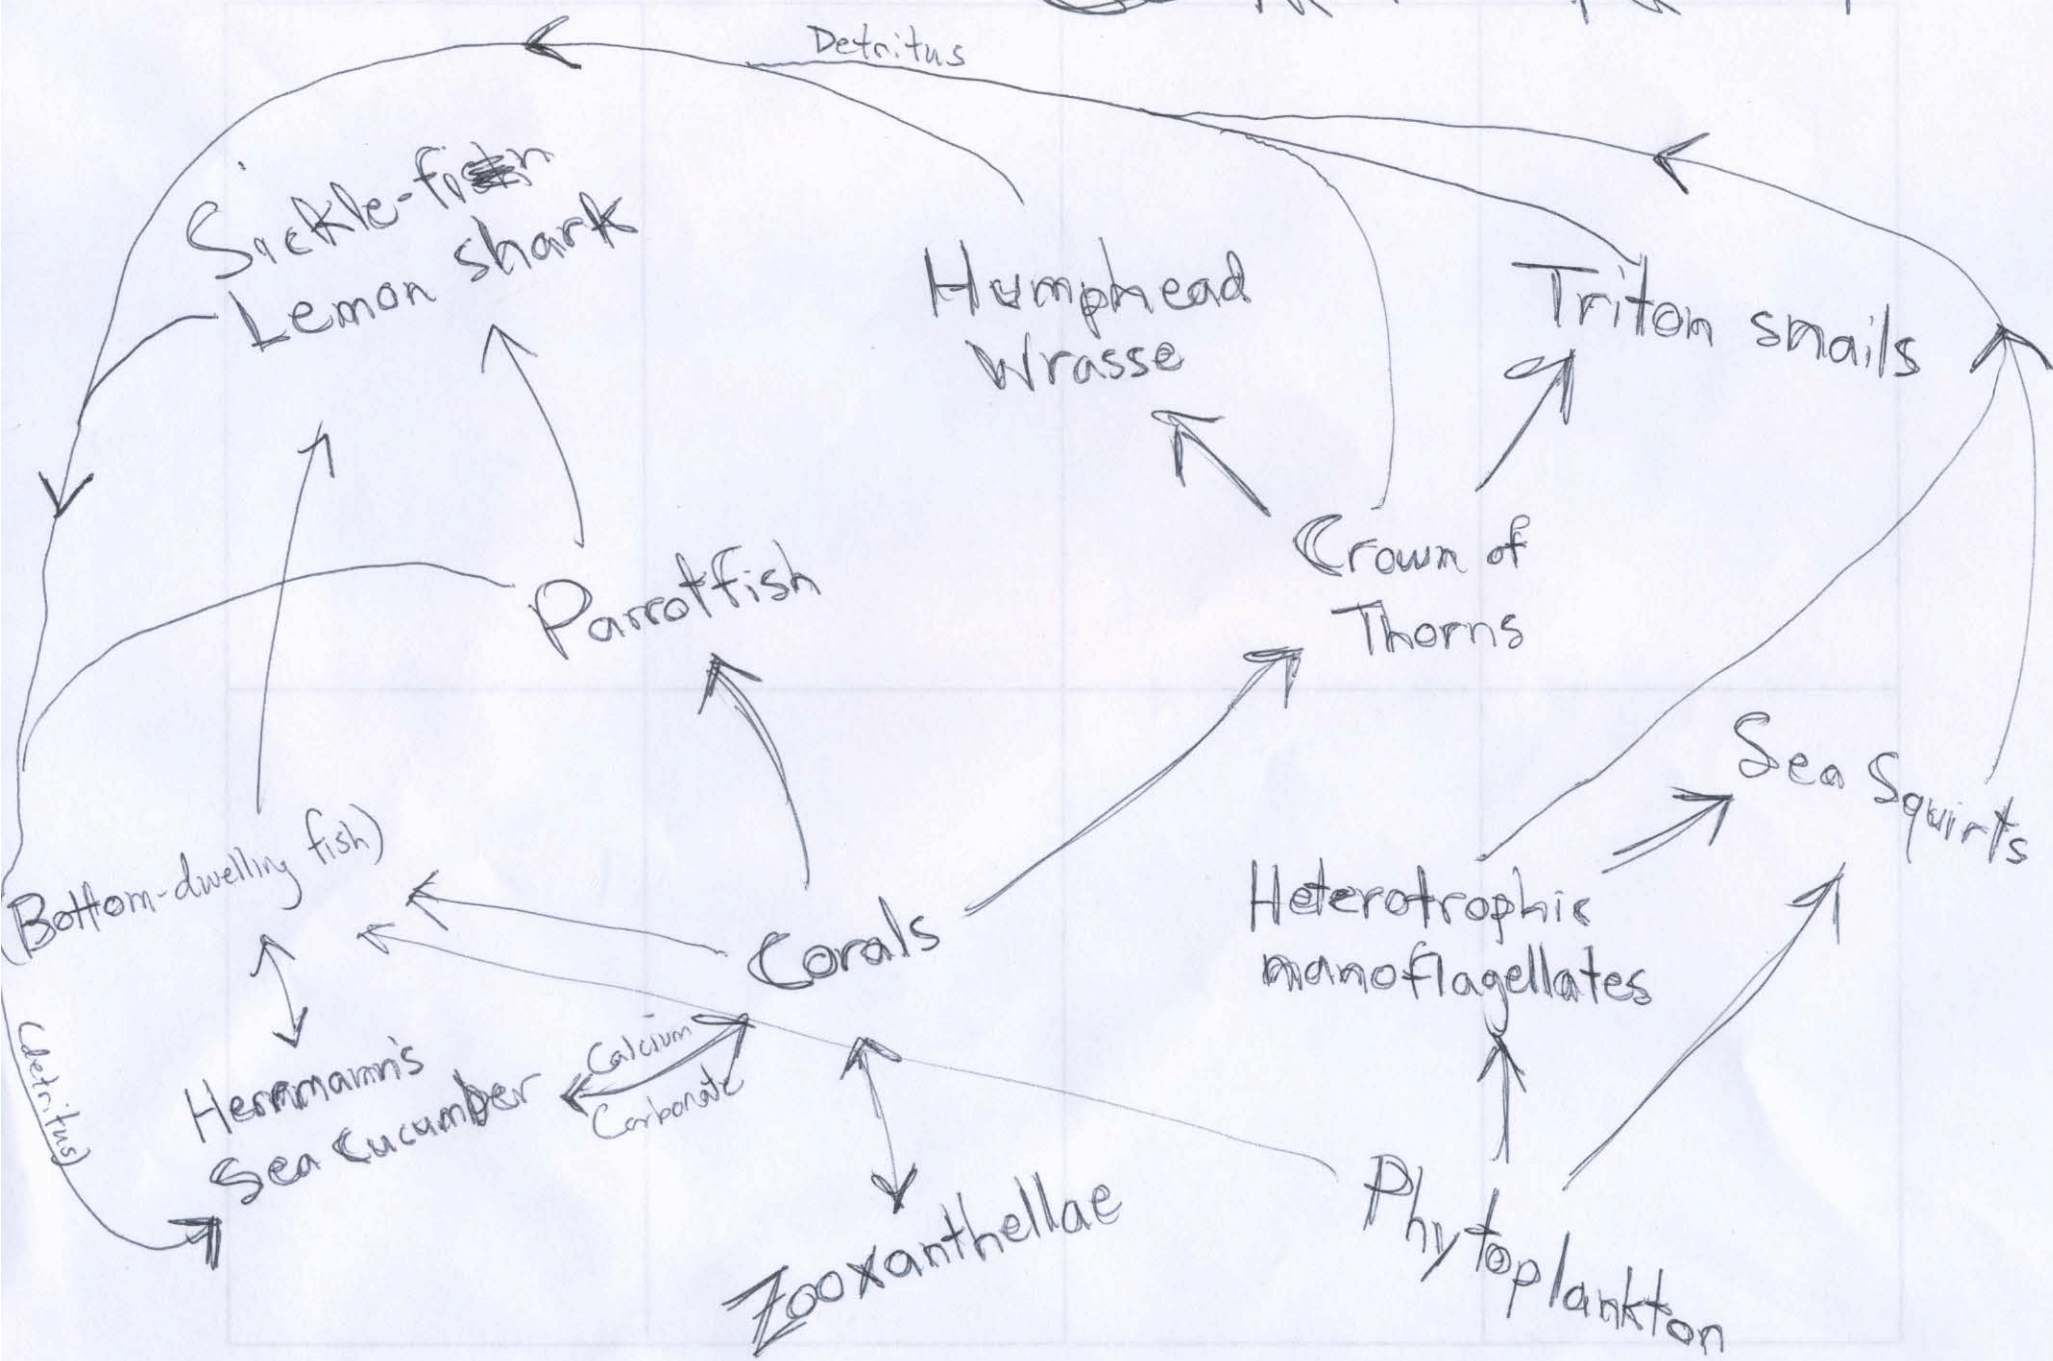 Detritus
Sickle-fin
Lemon shark
Humphead
Wrasse
Triton snails
Crown of
Thorns
Parrotfish
Sea Squirts
(Bottom-dwelling fish)
Corals
Heterotrophic
nanoflagellates
Calcium
Carbonate
(detritus)
Herrmann's
Sea Cucumber
Zooxanthellae
Phytoplankton